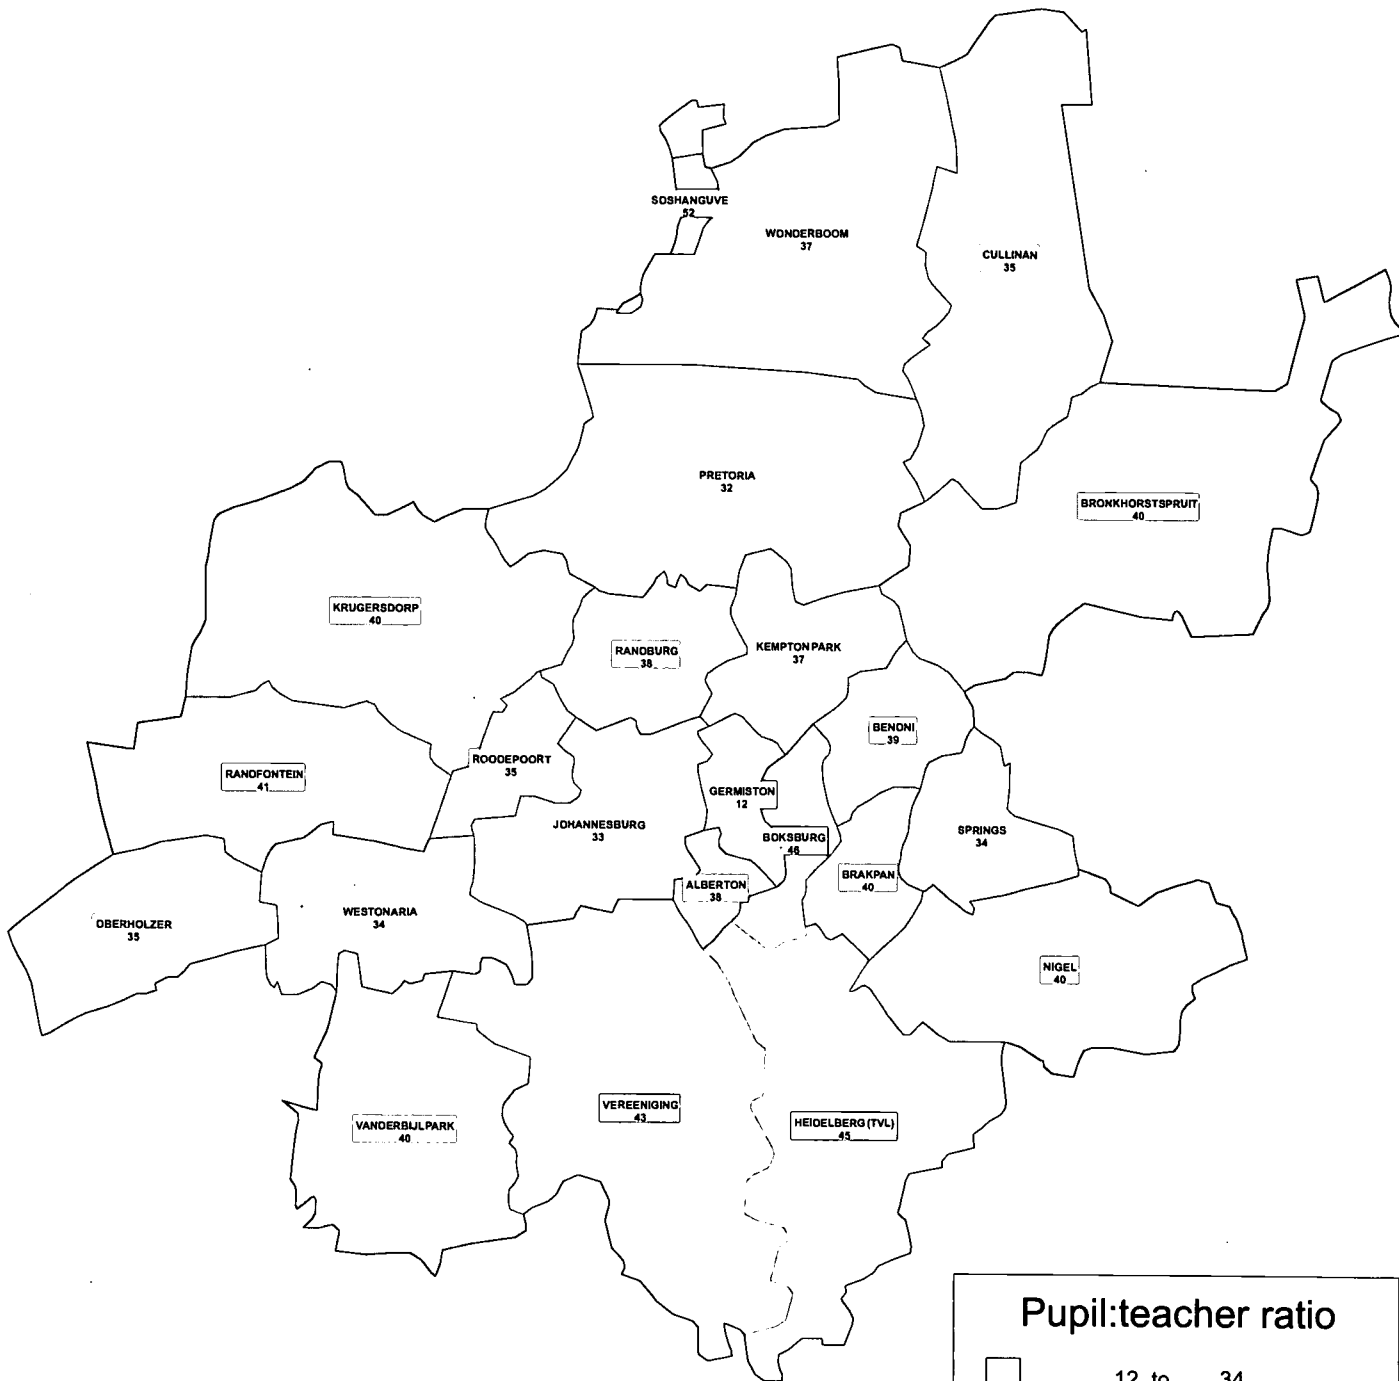 SOSHANGUVE
52
WONDERBOOM
37
CULLINAN
35
PRETORIA
32
BRONKHORSTSPRUIT
40
KRUGERSDORP
40
RANDBURG
38
KEMPTON PARK
37
BENONI
39
ROODEPOORT
35
RANDFONTEIN
41
GERMISTON
12
JOHANNESBURG
33
BOKSBURG
46
SPRINGS
34
BRAKPAN
40
ALBERTON
38
WESTONARIA
34
OBERHOLZER
35
NIGEL
40
VEREENIGING
43
HEIDELBERG (TVL)
45
VANDERBIJLPARK
40
Pupil:teacher ratio
12 to 34